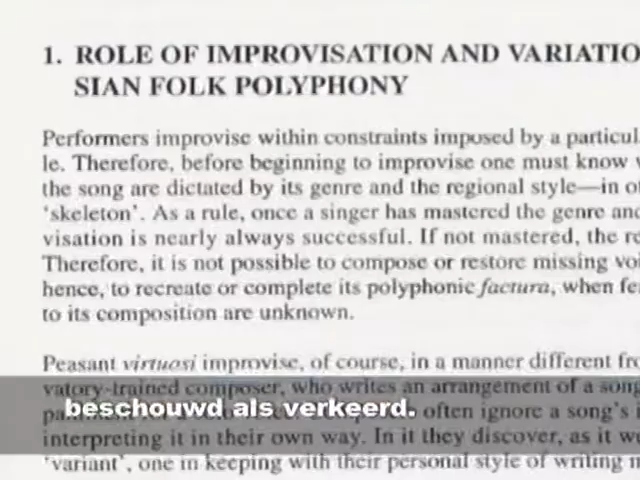 1. ROLE OF IMPROVISATION AND VARIATIO
SIAN FOLK POLYPHONY
Performers improvise within constraints imposed by a particul
le. Therefore, before beginning to improvise one must know
the song are dictated by its genre and the regional style—in o
‘skeleton’. As a rule, once a singer has mastered the genre and
visation is nearly always successful. If not mastered, the re
Therefore, it is not possible to compose or restore missing voi
hence, to recreate or complete its polyphonic factura, when fe
to its composition are unknown.
Peasant virtuosi improvise, of course, in a manner different fro
vatory-trained composer, who writes an arrangement of a song
beschouwd als verkeerd.
often ignore a song's
interpreting it in their own way. In it they discover, as it we
‘variant’, one in keeping with their personal style of writing m